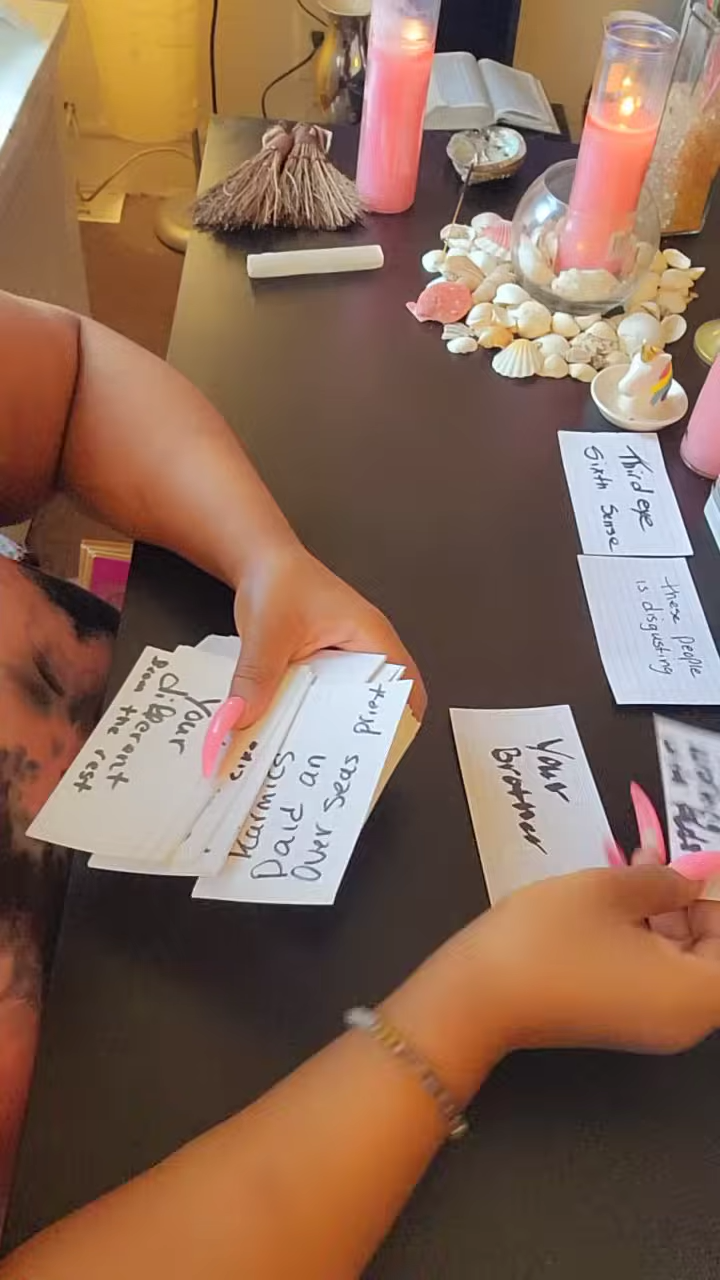 Third eye
Sixth Sense
these people
is disgusting
Your
Brother
Your
different
from the rest
Karmics
Paid an
Over seas priet